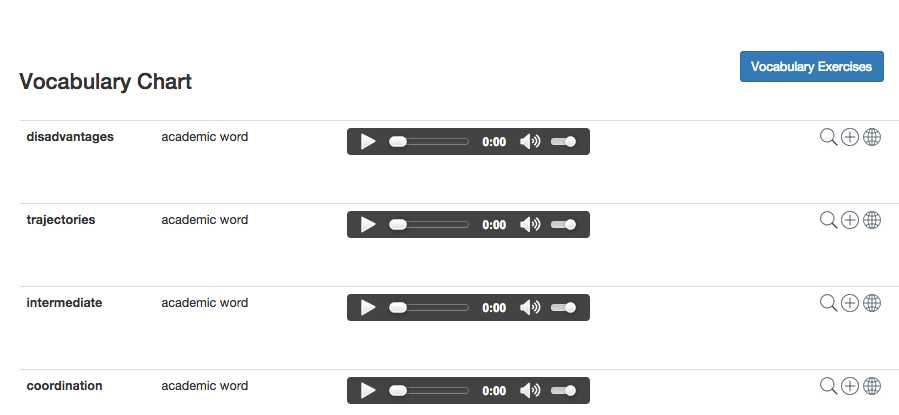 Vocabulary Exercises
Vocabulary Chart
disadvantages academic word 0:00
trajectories academic word 0:00
intermediate academic word 0:00
coordination academic word 0:00